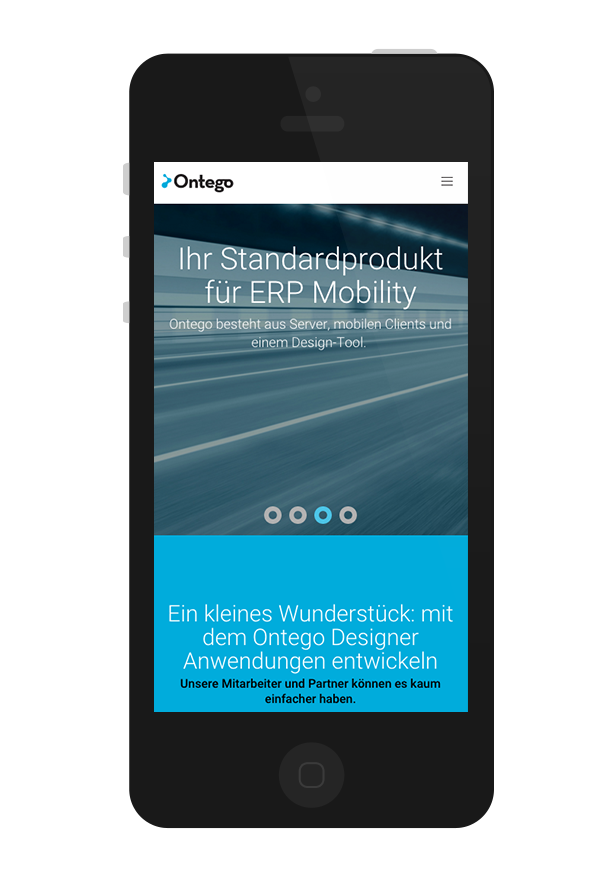 Ontego
Ihr Standardprodukt
für ERP Mobility
Ontego besteht aus Server, mobilen Clients und
einem Design-Tool.
Ein kleines Wunderstück: mit
dem Ontego Designer
Anwendungen entwickeln
Unsere Mitarbeiter und Partner können es kaum
einfacher haben.